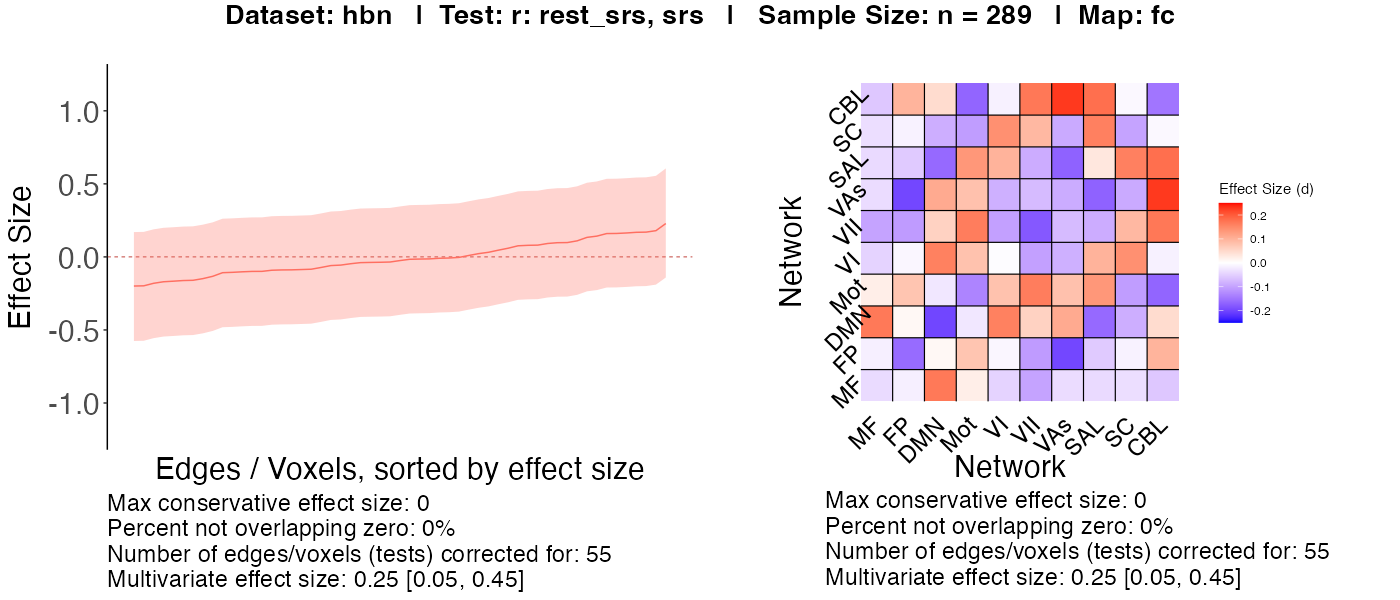 Dataset: hbn | Test: r: rest_srs, srs | Sample Size: n = 289 | Map: fc
Effect Size
1.0
0.5
0.0
-0.5
-1.0
Edges / Voxels, sorted by effect size
Max conservative effect size: 0
Percent not overlapping zero: 0%
Number of edges/voxels (tests) corrected for: 55
Multivariate effect size: 0.25 [0.05, 0.45]
Network
CBL
SC
SAL
VAs
VII
VI
Mot
DMN
FP
MF
MF FP DMN Mot VI VII VAs SAL SC CBL
Network
Effect Size (d)
0.2
0.1
0.0
-0.1
-0.2
Max conservative effect size: 0
Percent not overlapping zero: 0%
Number of edges/voxels (tests) corrected for: 55
Multivariate effect size: 0.25 [0.05, 0.45]